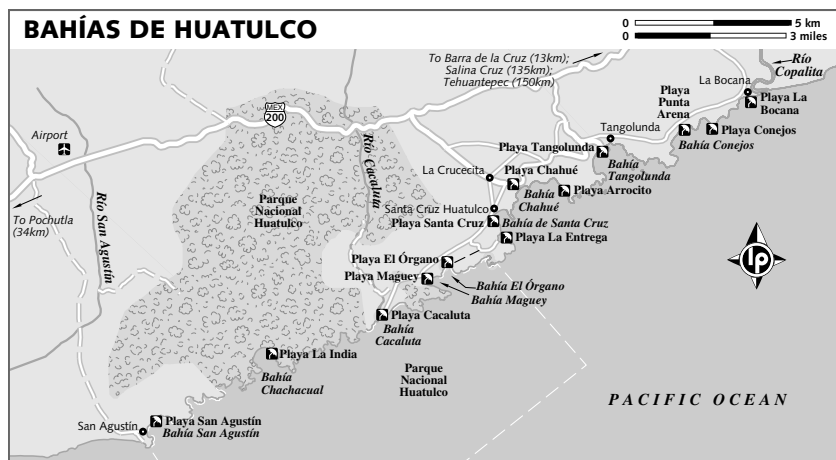 BAHÍAS DE HUATULCO
0 5 km
0 3 miles
To Barra de la Cruz (13km);
Salina Cruz (135km);
Tehuantepec (150km)
Río
Copalita
La Bocana
Playa La
Bocana
Playa
Punta
Arena
Playa Conejos
Bahía Conejos
Tangolunda
Playa Tangolunda
Bahía
Tangolunda
MEX
200
Airport
Río Cacaluta
La Crucecita
Playa Chahué
Bahía
Chahué
Playa Arrocito
Parque
Nacional
Huatulco
Santa Cruz Huatulco
Playa Santa Cruz
Bahía de Santa Cruz
Playa La Entrega
To Pochutla
(34km)
Río San Agustín
Playa El Órgano
Playa Maguey
Bahía El Órgano
Bahía Maguey
lp
Playa Cacaluta
Bahía
Cacaluta
Playa La India
Bahía
Chachacual
Parque
Nacional
Huatulco
PACIFIC OCEAN
San Agustín
Playa San Agustín
Bahía San Agustín